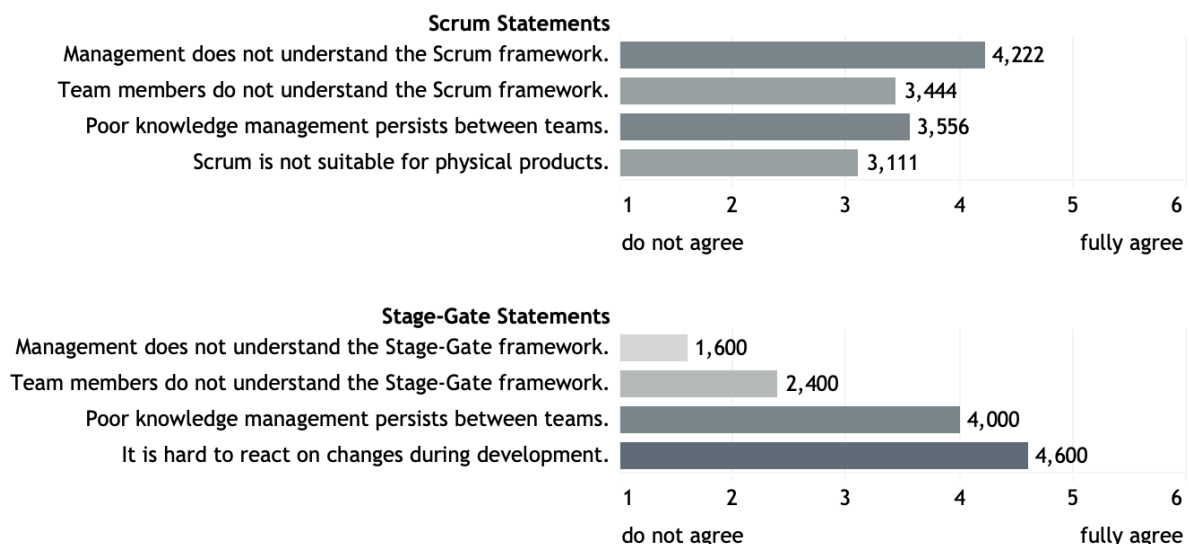 Scrum Statements
Management does not understand the Scrum framework. 4,222
Team members do not understand the Scrum framework. 3,444
Poor knowledge management persists between teams. 3,556
Scrum is not suitable for physical products. 3,111
1 2 3 4 5 6
do not agree fully agree
Stage-Gate Statements
Management does not understand the Stage-Gate framework. 1,600
Team members do not understand the Stage-Gate framework. 2,400
Poor knowledge management persists between teams. 4,000
It is hard to react on changes during development. 4,600
1 2 3 4 5 6
do not agree fully agree